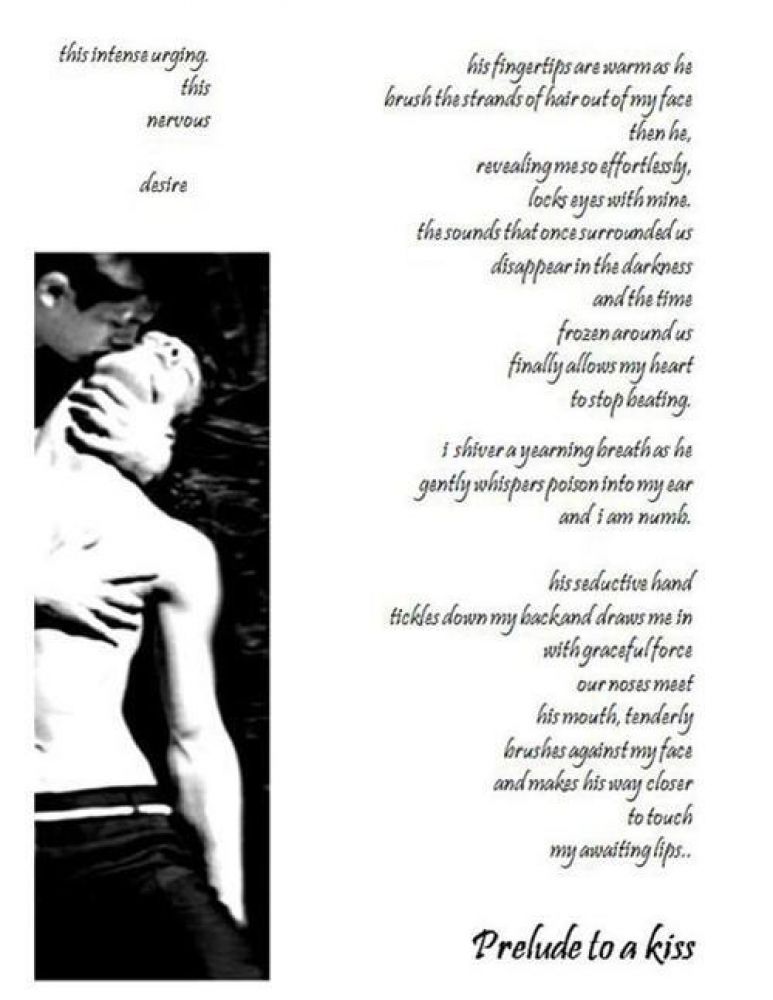 this intense urging.
this
nervous
desire
his fingertips are warm as he
brush the strands of hair out of my face
then he,
revealing me so effortlessly,
locks eyes with mine.
the sounds that once surrounded us
disappear in the darkness
and the time
frozen around us
finally allows my heart
to stop beating.
i shiver a yearning breath as he
gently whispers poison into my ear
and i am numb.
his seductive hand
tickles down my back and draws me in
with graceful force
our noses meet
his mouth, tenderly
brushes against my face
and makes his way closer
to touch
my awaiting lips..
Prelude to a kiss